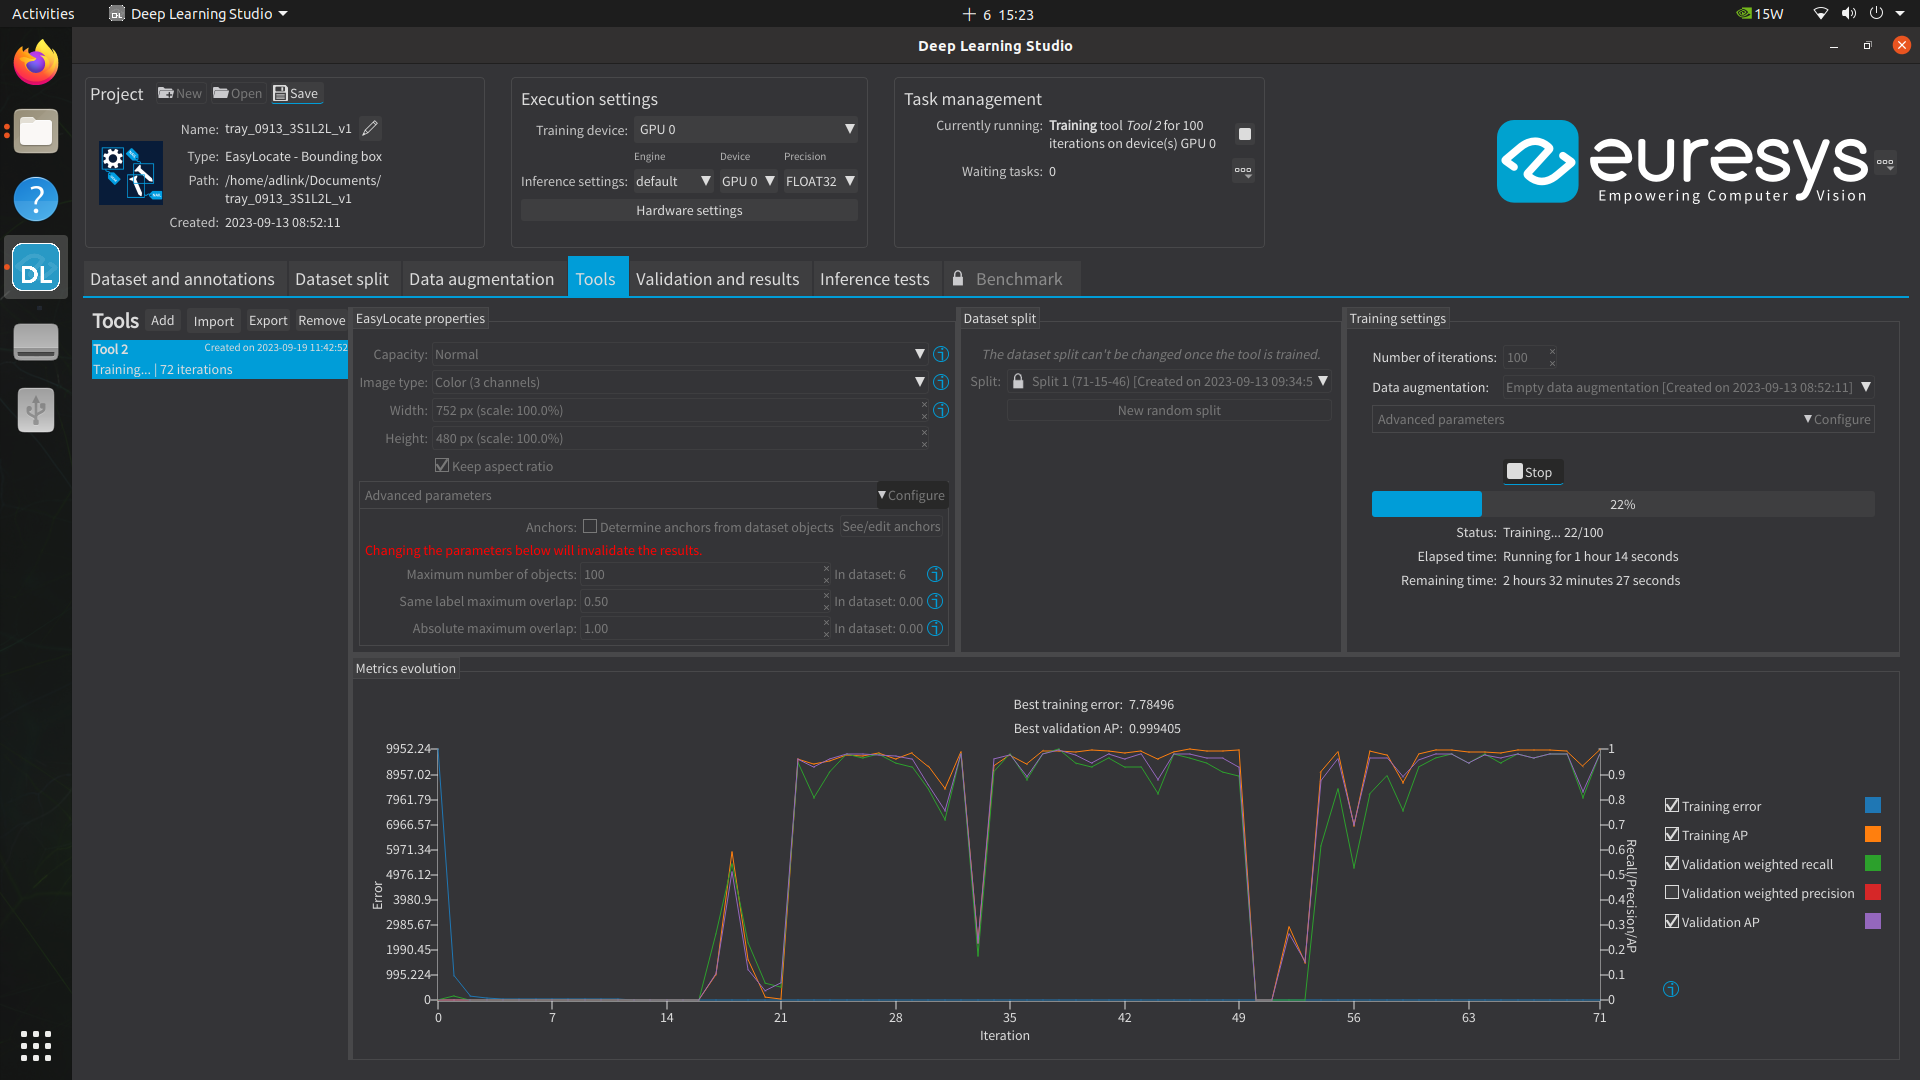 Activities
Deep Learning Studio
6 15:23
15W
Deep Learning Studio
Project New Open Save
Name: tray_0913_3S1L2L_v1
Type: EasyLocate - Bounding box
Path: /home/adlink/Documents/
tray_0913_3S1L2L_v1
Created: 2023-09-13 08:52:11
Execution settings
Training device: GPU 0
Engine Device Precision
Inference settings: default GPU 0 FLOAT32
Hardware settings
Task management
Currently running: Training tool Tool 2 for 100
iterations on device(s) GPU 0
Waiting tasks: 0
euresys
Empowering Computer Vision
DL
Dataset and annotations Dataset split Data augmentation Tools Validation and results Inference tests Benchmark
Tools Add Import Export Remove
Tool 2 Created on 2023-09-19 11:42:52
Training... | 72 iterations
EasyLocate properties
Capacity: Normal
Image type: Color (3 channels)
Width: 752 px (scale: 100.0%)
Height: 480 px (scale: 100.0%)
Keep aspect ratio
Advanced parameters Configure
Anchors: Determine anchors from dataset objects See/edit anchors
Changing the parameters below will invalidate the results.
Maximum number of objects: 100 In dataset: 6
Same label maximum overlap: 0.50 In dataset: 0.00
Absolute maximum overlap: 1.00 In dataset: 0.00
Dataset split
The dataset split can't be changed once the tool is trained.
Split: Split 1 (71-15-46) [Created on 2023-09-13 09:34:5
New random split
Training settings
Number of iterations: 100
Data augmentation: Empty data augmentation [Created on 2023-09-13 08:52:11]
Advanced parameters Configure
Stop
22%
Status: Training... 22/100
Elapsed time: Running for 1 hour 14 seconds
Remaining time: 2 hours 32 minutes 27 seconds
Metrics evolution
Best training error: 7.78496
Best validation AP: 0.999405
9952.24
8957.02
7961.79
6966.57
5971.34
4976.12
3980.9
2985.67
1990.45
995.224
0
Error
0 7 14 21 28 35 42 49 56 63 71
Iteration
1
0.9
0.8
0.7
0.6
0.5
0.4
0.3
0.2
0.1
0
Recall/Precision/AP
Training error
Training AP
Validation weighted recall
Validation weighted precision
Validation AP